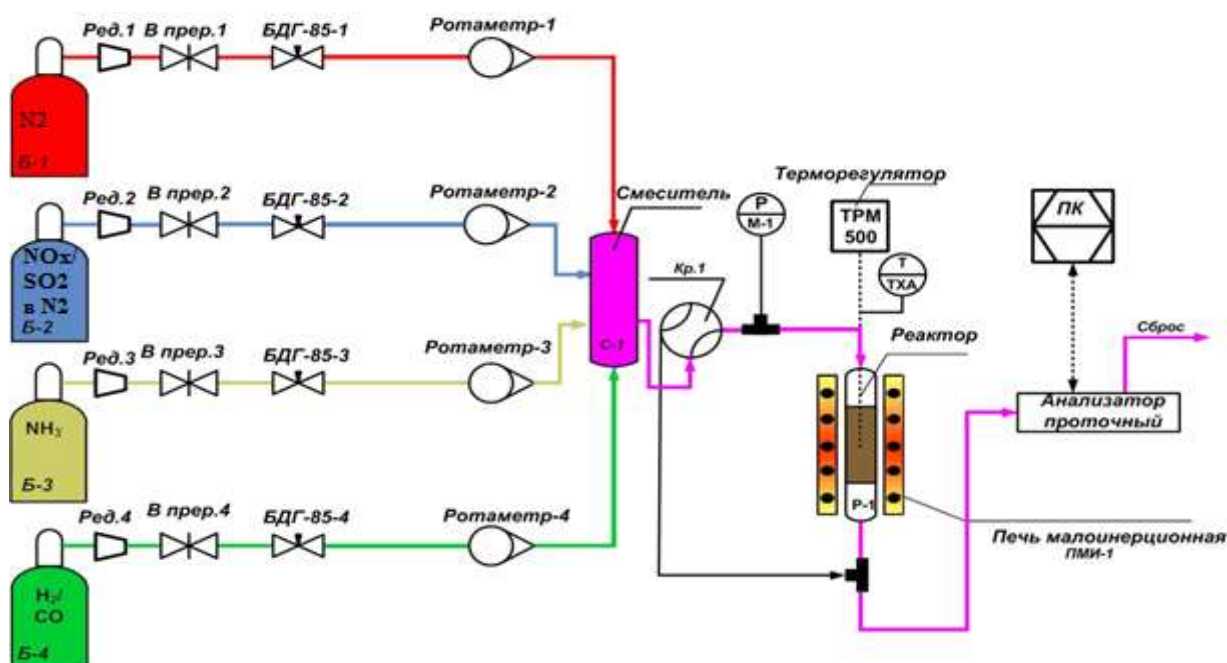 Ред.1 В прер.1 БДГ-85-1 Ротаметр-1
N2
Б-1
Ред.2 В прер.2 БДГ-85-2 Ротаметр-2
NOx/
SO2
в N2
Б-2
Ред.3 В прер.3 БДГ-85-3 Ротаметр-3
NH3
Б-3
Ред.4 В прер.4 БДГ-85-4 Ротаметр-4
H2/
CO
Б-4
Смеситель
С-1
Кр.1
P
М-1
Терморегулятор
ТРМ
500
T
ТХА
Реактор
Р-1
Печь малоинерционная
ПМИ-1
ПК
Сброс
Анализатор
проточный